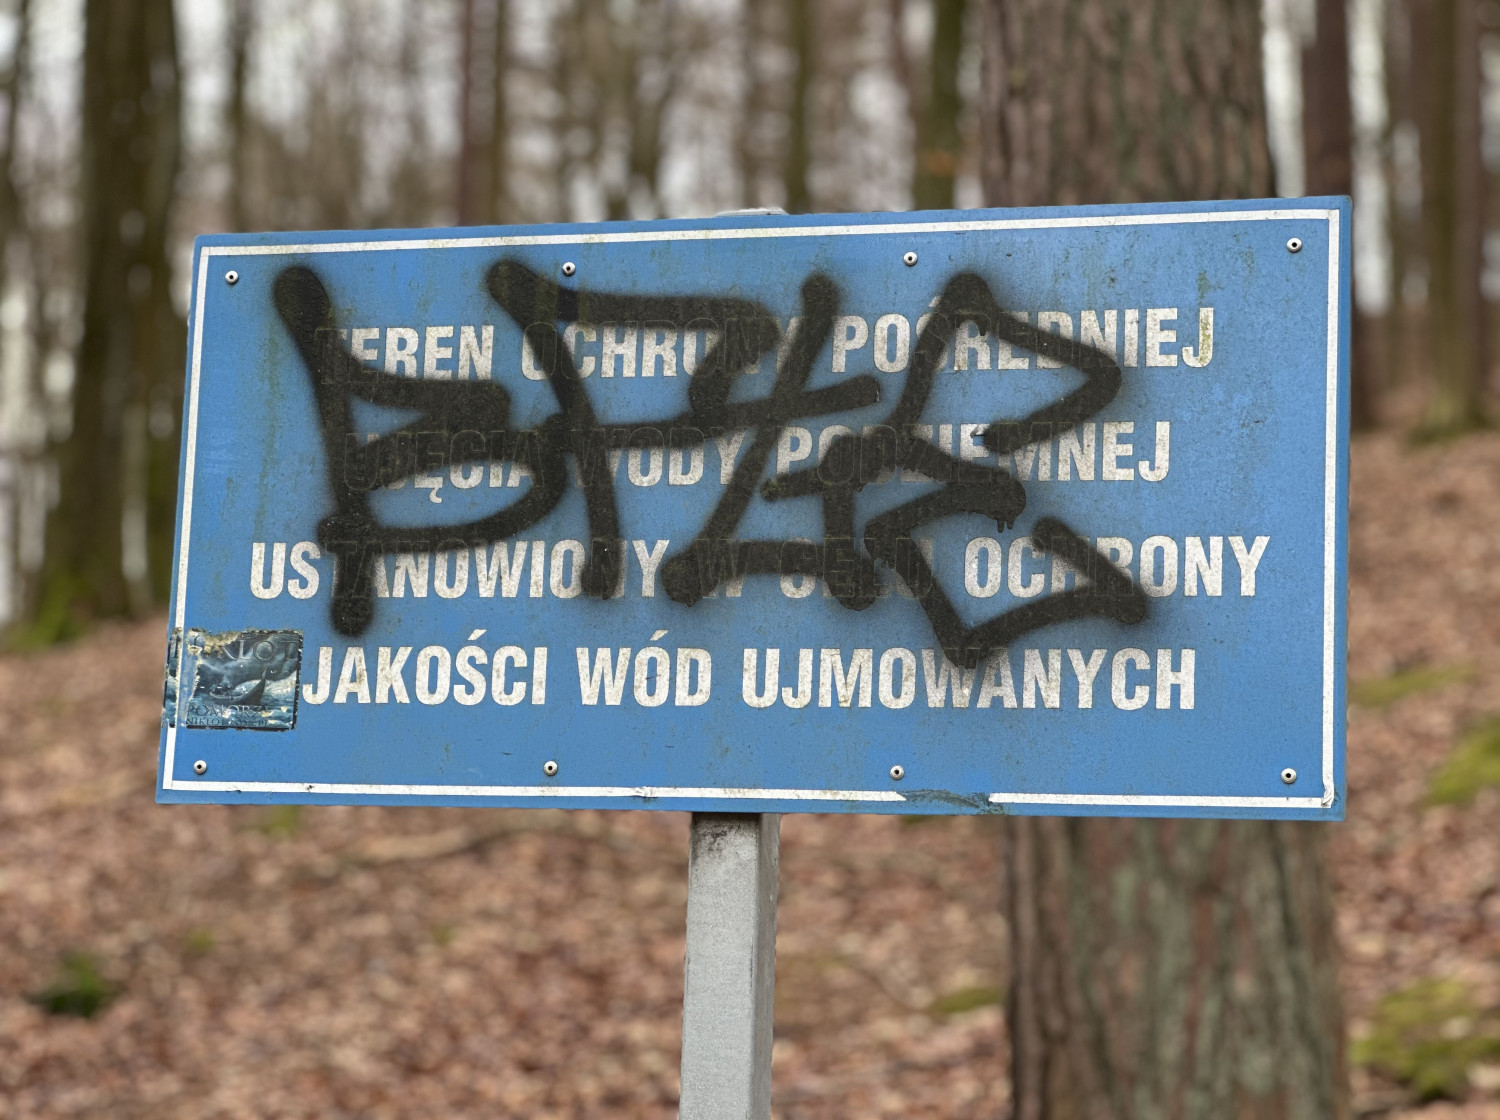 TEREN OCHRONY POŚREDNIEJ
UJĘCIA WODY PODZIEMNEJ
USTANOWIONY W CELU OCHRONY
JAKOŚCI WÓD UJMOWANYCH